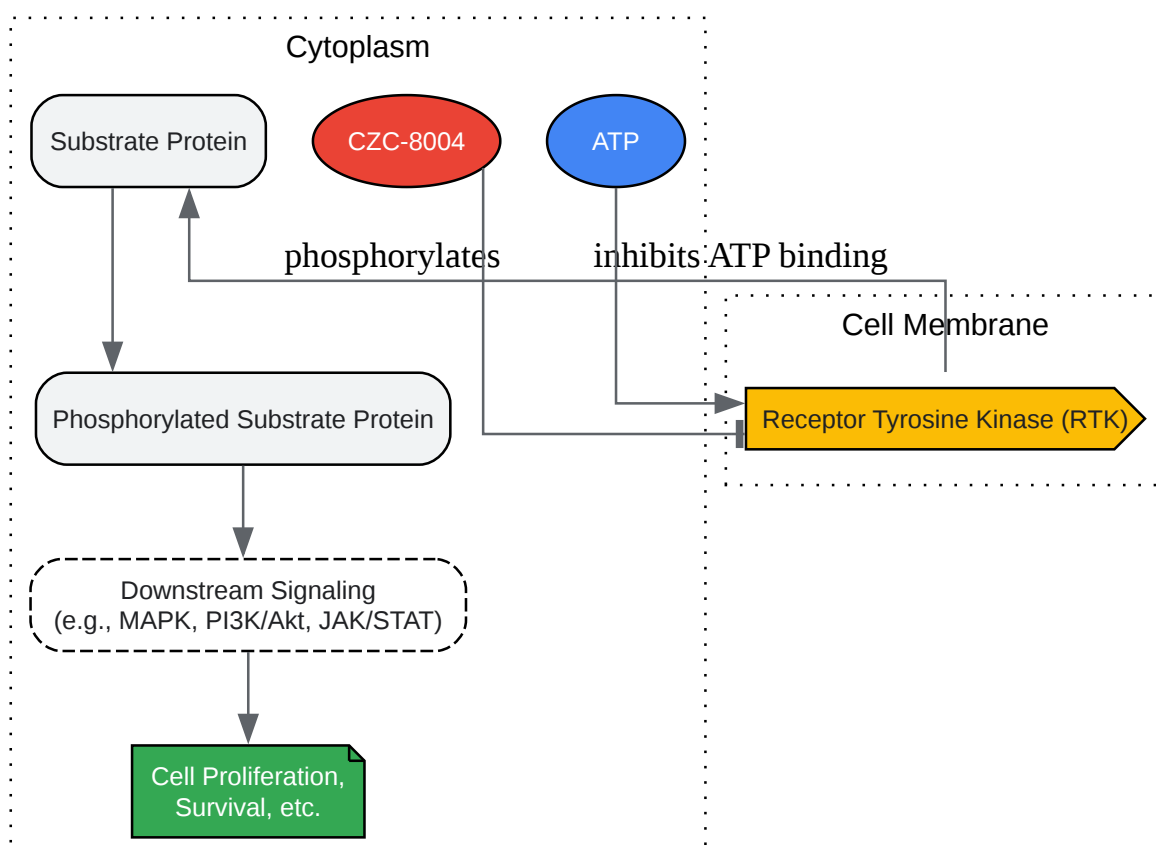 Cytoplasm
Substrate Protein
CZC-8004
ATP
phosphorylates
inhibits ATP binding
Cell Membrane
Phosphorylated Substrate Protein
Receptor Tyrosine Kinase (RTK)
Downstream Signaling
(e.g., MAPK, PI3K/Akt, JAK/STAT)
Cell Proliferation,
Survival, etc.